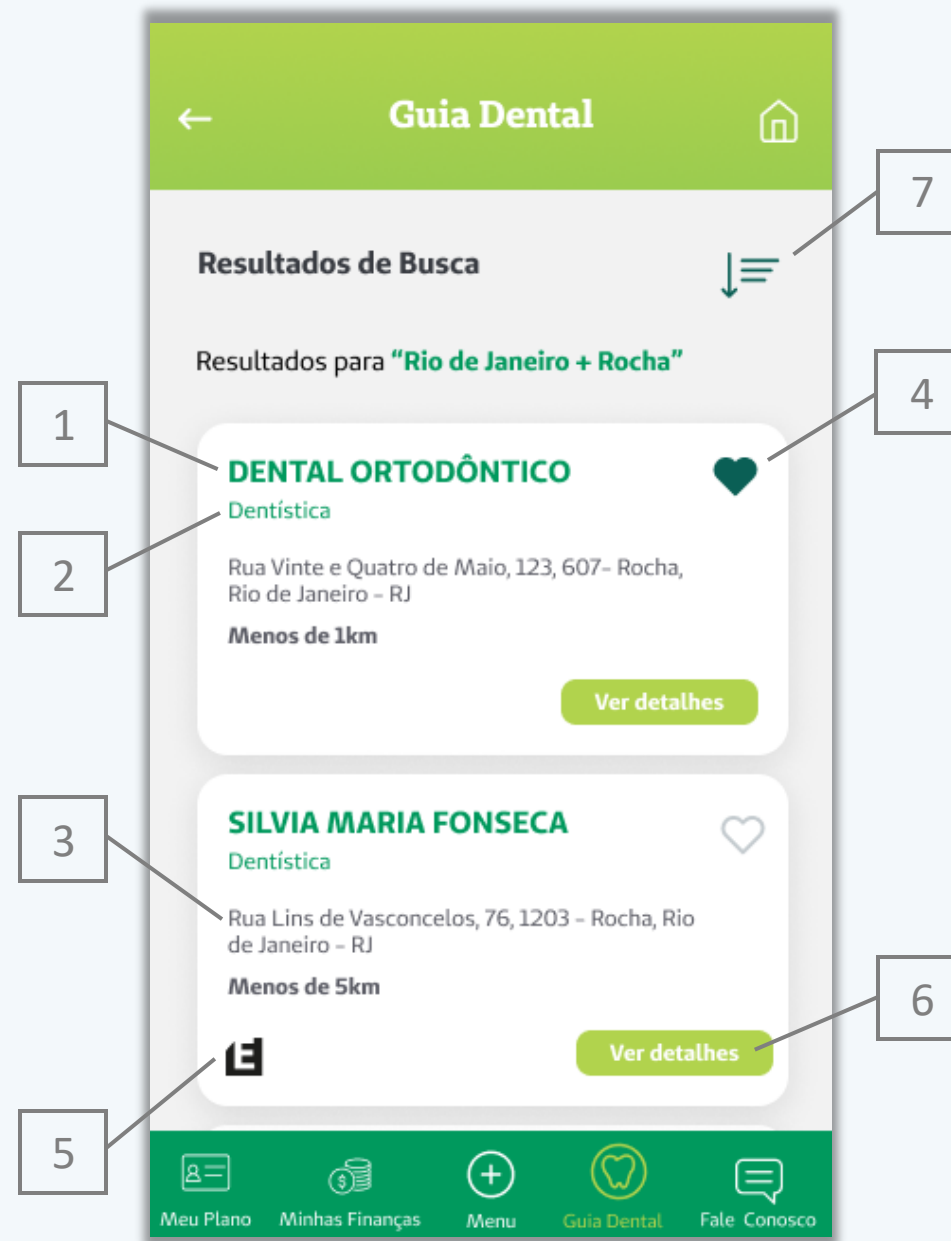 Guia Dental
7
Resultados de Busca
Resultados para “Rio de Janeiro + Rocha”
4
1
DENTAL ORTODÔNTICO
Dentística
2
Rua Vinte e Quatro de Maio, 123, 607– Rocha,
Rio de Janeiro – RJ
Menos de 1km
Ver detalhes
3
SILVIA MARIA FONSECA
Dentística
Rua Lins de Vasconcelos, 76, 1203 – Rocha, Rio
de Janeiro – RJ
Menos de 5km
6
E
Ver detalhes
5
Meu Plano
Minhas Finanças
Menu
Guia Dental
Fale Conosco